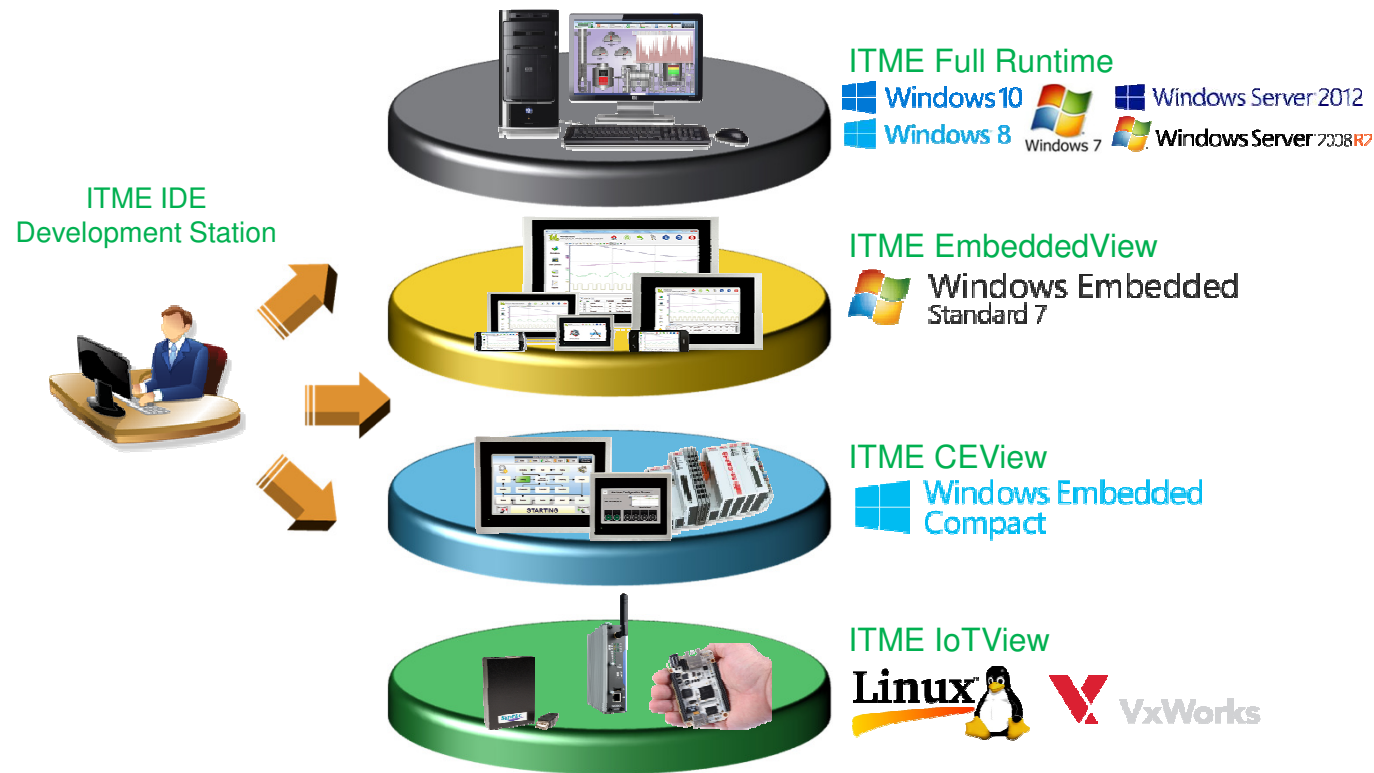 ITME Full Runtime
Windows 10
Windows Server 2012
Windows 8
Windows 7
Windows Server 2008 R2
ITME IDE
Development Station
ITME EmbeddedView
Windows Embedded
Standard 7
ITME CEView
Windows Embedded
Compact
STARTING
ITME IoTView
Linux
VxWorks